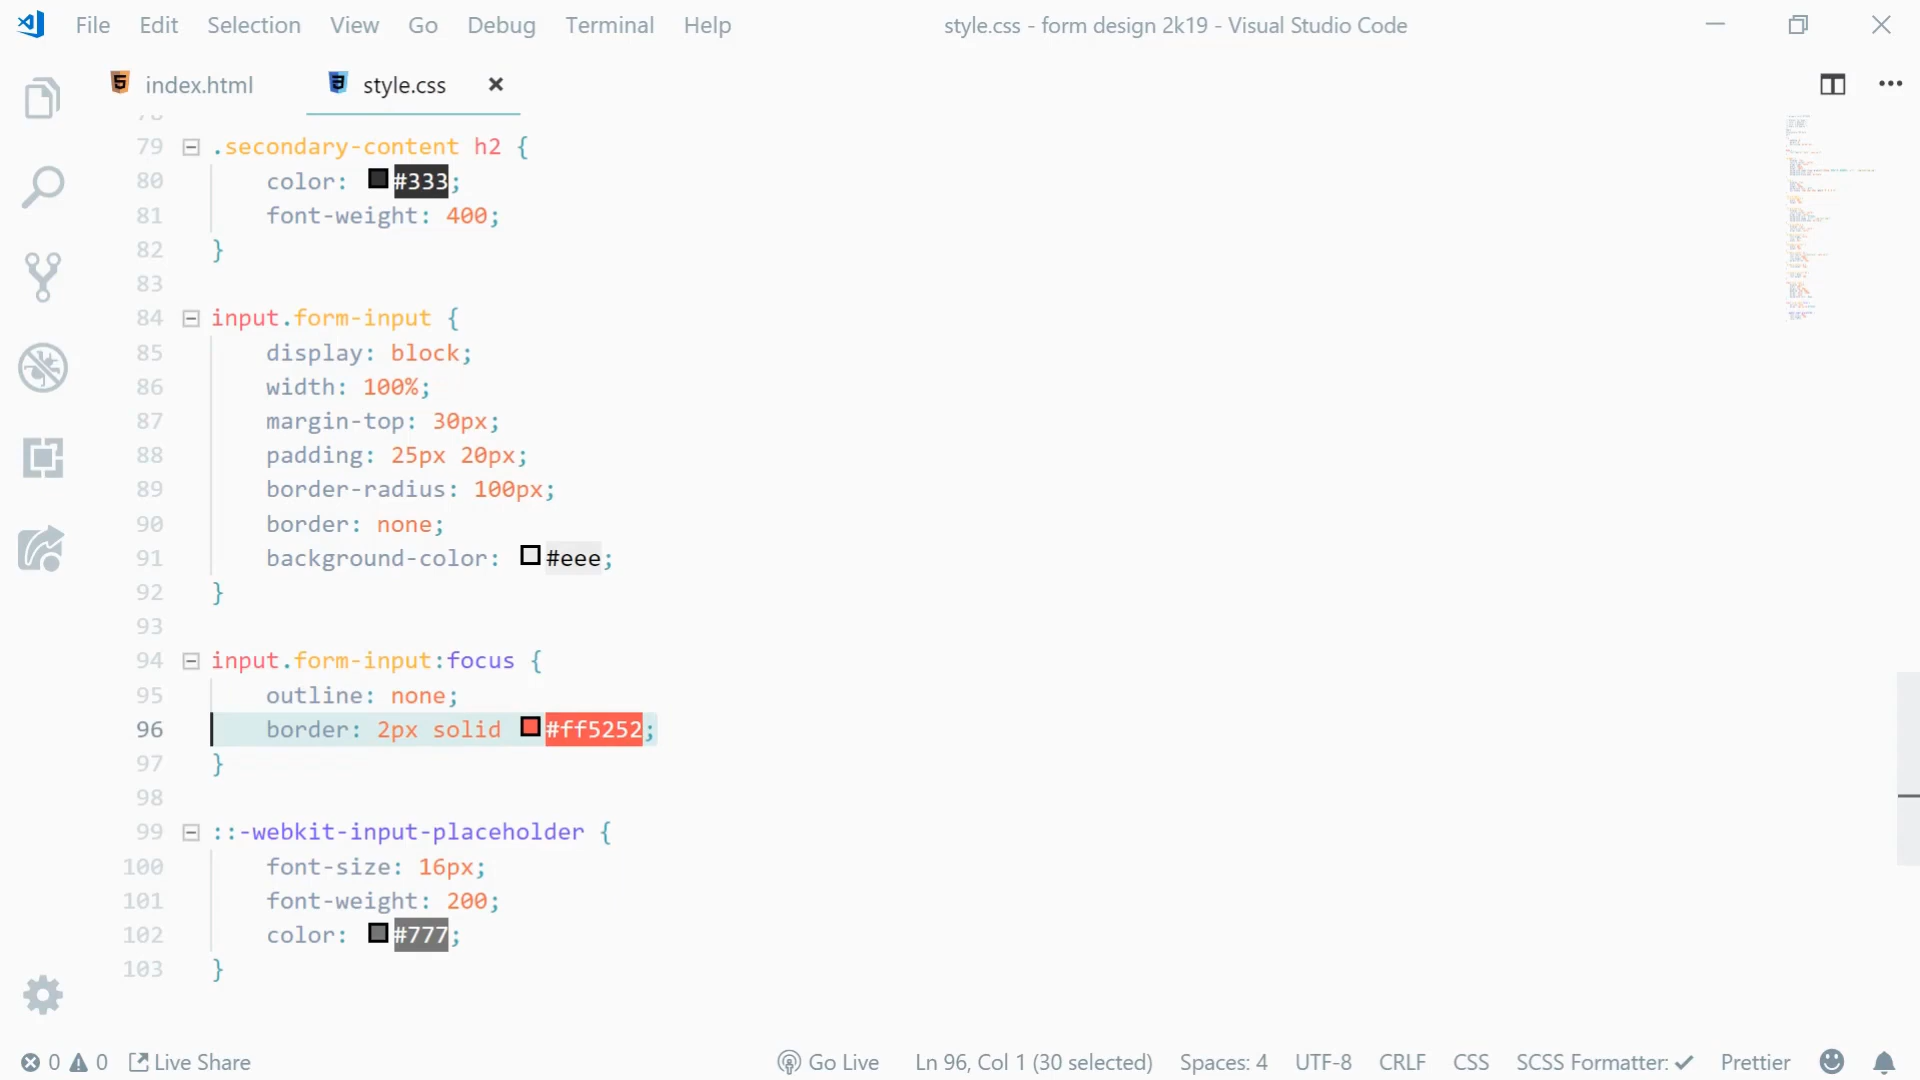 File Edit Selection View Go Debug Terminal Help style.css - form design 2k19 - Visual Studio Code
index.html style.css
78
79 .secondary-content h2 {
80 color: #333;
81 font-weight: 400;
82 }
83
84 input.form-input {
85 display: block;
86 width: 100%;
87 margin-top: 30px;
88 padding: 25px 20px;
89 border-radius: 100px;
90 border: none;
91 background-color: #eee;
92 }
93
94 input.form-input:focus {
95 outline: none;
96 border: 2px solid #ff5252;
97 }
98
99 ::-webkit-input-placeholder {
100 font-size: 16px;
101 font-weight: 200;
102 color: #777;
103 }
0 0 Live Share Go Live Ln 96, Col 1 (30 selected) Spaces: 4 UTF-8 CRLF CSS SCSS Formatter: ✓ Prettier